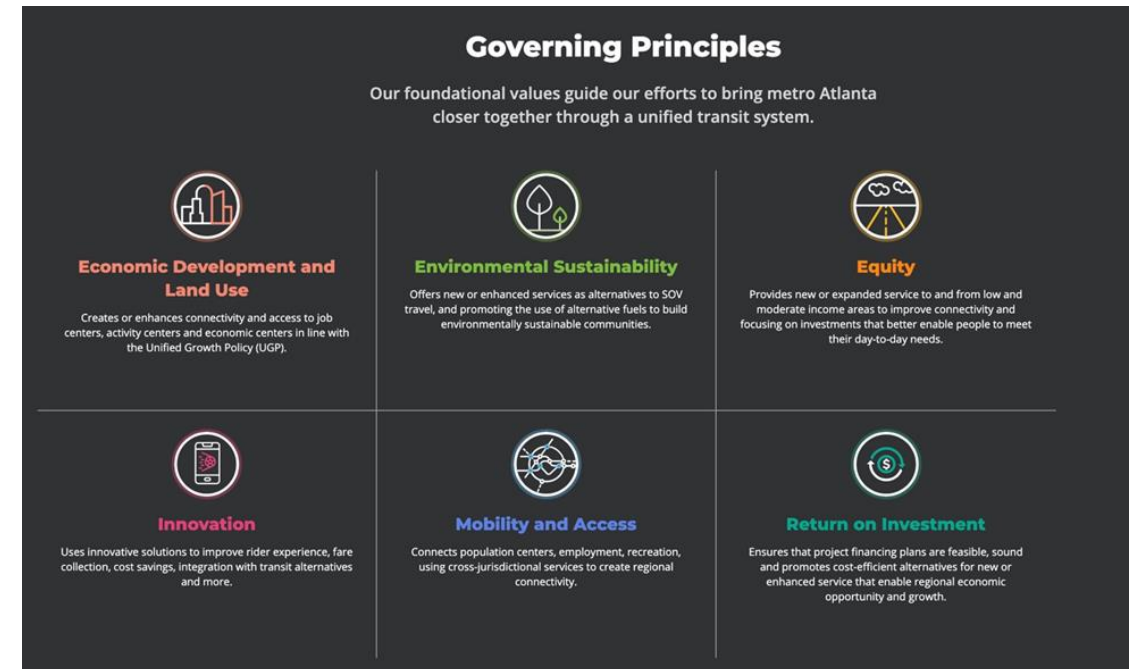 Governing Principles
Our foundational values guide our efforts to bring metro Atlanta
closer together through a unified transit system.
Economic Development and
Land Use
Creates or enhances connectivity and access to job
centers, activity centers and economic centers in line with
the Unified Growth Policy (UGP).
Environmental Sustainability
Offers new or enhanced services as alternatives to SOV
travel, and promoting the use of alternative fuels to build
environmentally sustainable communities.
Equity
Provides new or expanded service to and from low and
moderate income areas to improve connectivity and
focusing on investments that better enable people to meet
their day-to-day needs.
Innovation
Uses innovative solutions to improve rider experience, fare
collection, cost savings, integration with transit alternatives
and more.
Mobility and Access
Connects population centers, employment, recreation,
using cross-jurisdictional services to create regional
connectivity.
Return on Investment
Ensures that project financing plans are feasible, sound
and promotes cost-efficient alternatives for new or
enhanced service that enable regional economic
opportunity and growth.